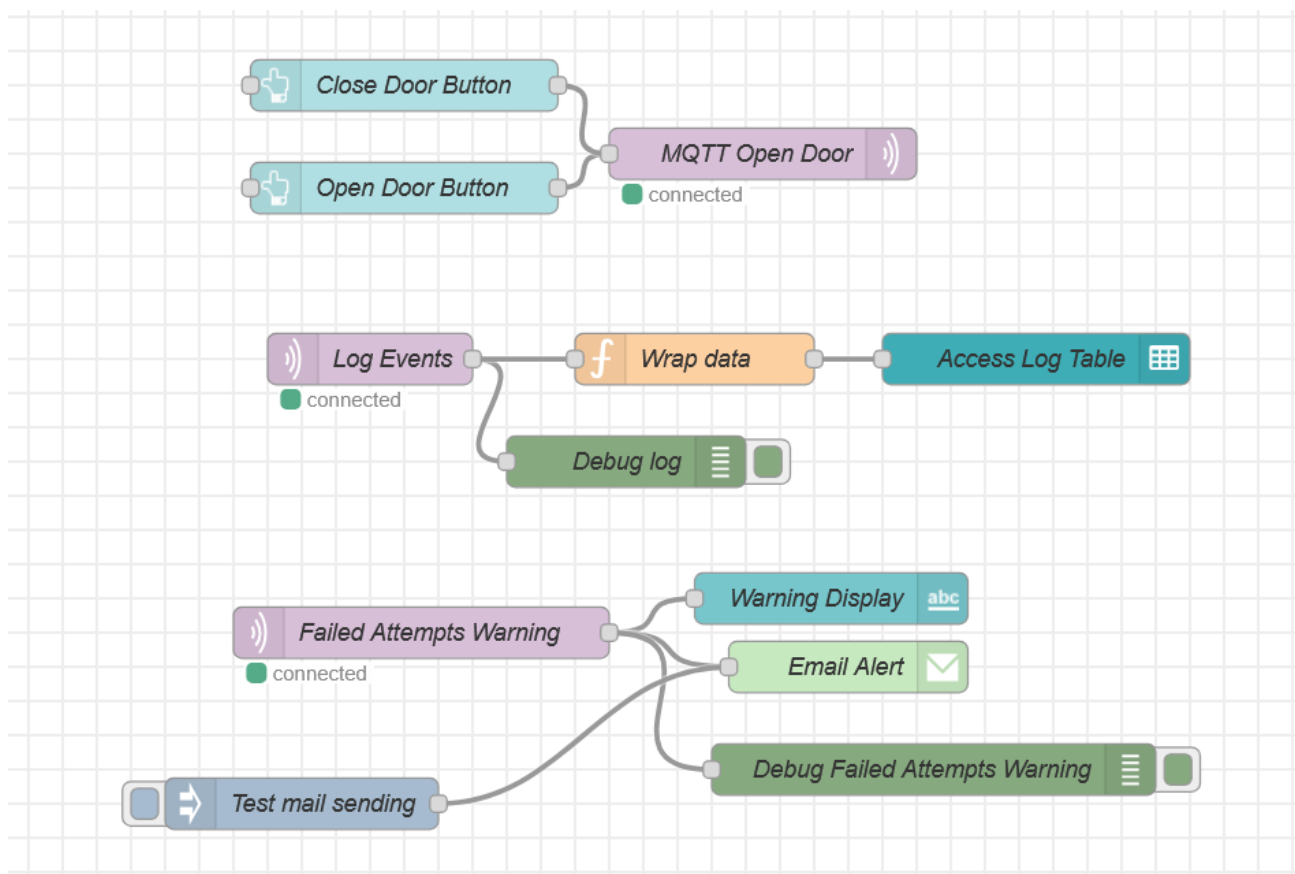 Close Door Button
MQTT Open Door
Open Door Button
connected
Log Events
Wrap data
Access Log Table
connected
Debug log
Warning Display
abc
Failed Attempts Warning
Email Alert
connected
Debug Failed Attempts Warning
Test mail sending